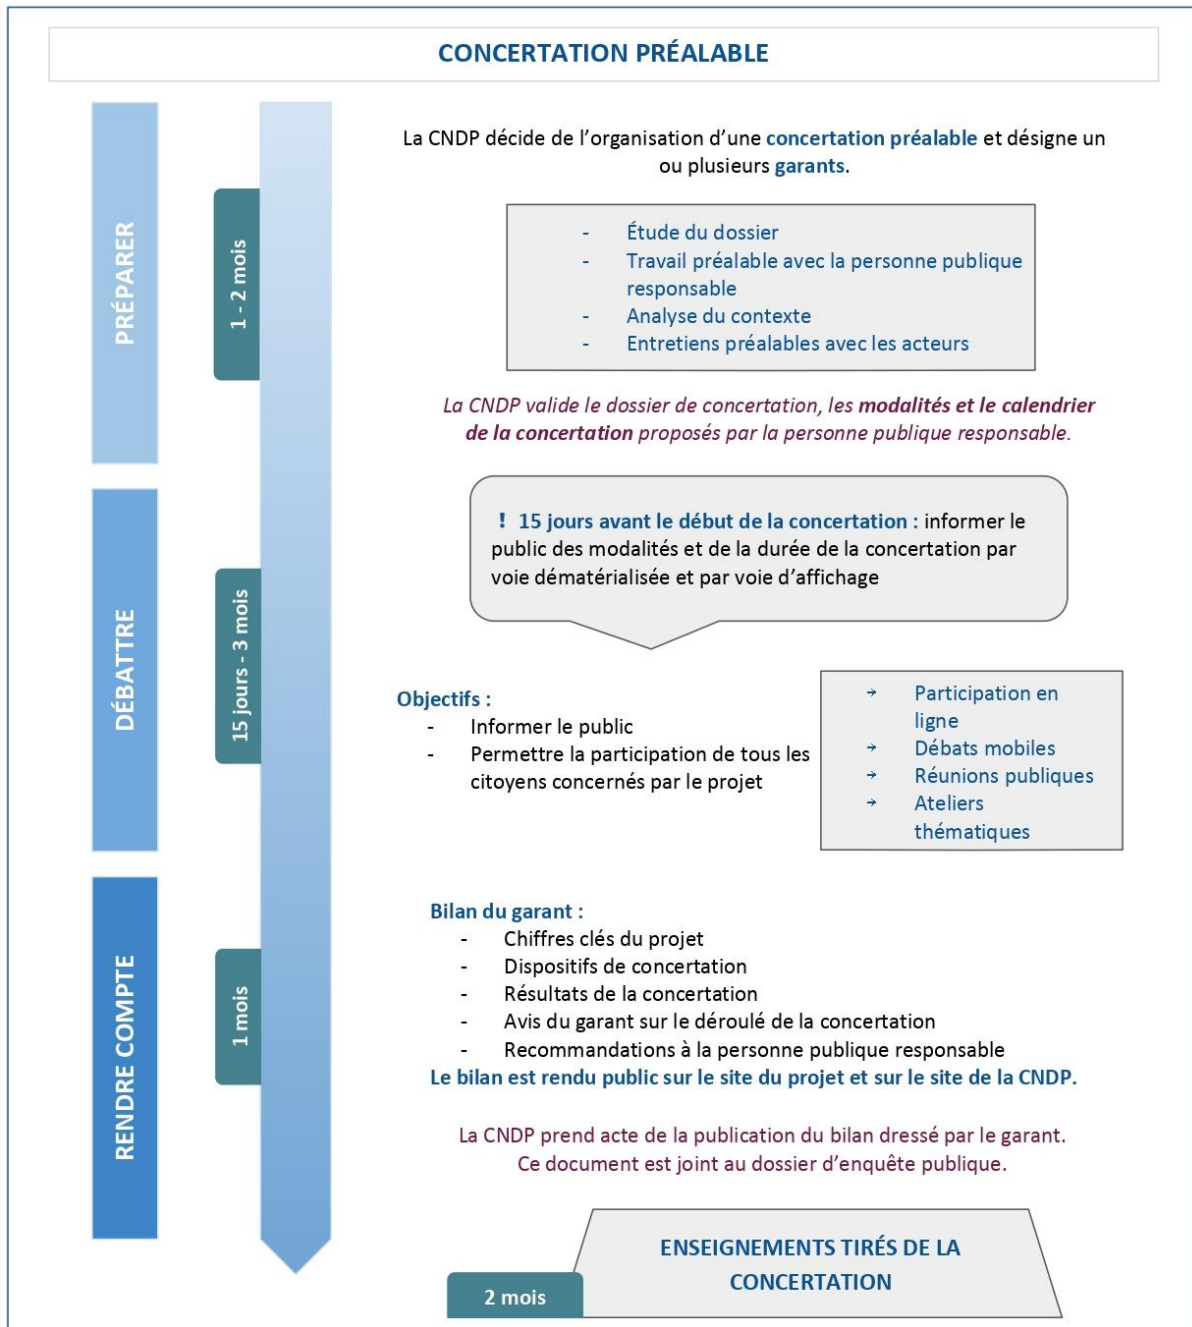 CONCERTATION PRÉALABLE
PRÉPARER
1 - 2 mois
La CNDP décide de l’organisation d’une concertation préalable et désigne un
ou plusieurs garants.
- Étude du dossier
- Travail préalable avec la personne publique
responsable
- Analyse du contexte
- Entretiens préalables avec les acteurs
La CNDP valide le dossier de concertation, les modalités et le calendrier
de la concertation proposés par la personne publique responsable.
DÉBATTRE
15 jours - 3 mois
! 15 jours avant le début de la concertation : informer le
public des modalités et de la durée de la concertation par
voie dématérialisée et par voie d’affichage
Objectifs :
- Informer le public
- Permettre la participation de tous les
citoyens concernés par le projet
→ Participation en
ligne
→ Débats mobiles
→ Réunions publiques
→ Ateliers
thématiques
RENDRE COMPTE
1 mois
Bilan du garant :
- Chiffres clés du projet
- Dispositifs de concertation
- Résultats de la concertation
- Avis du garant sur le déroulé de la concertation
- Recommandations à la personne publique responsable
Le bilan est rendu public sur le site du projet et sur le site de la CNDP.
La CNDP prend acte de la publication du bilan dressé par le garant.
Ce document est joint au dossier d’enquête publique.
ENSEIGNEMENTS TIRÉS DE LA
CONCERTATION
2 mois